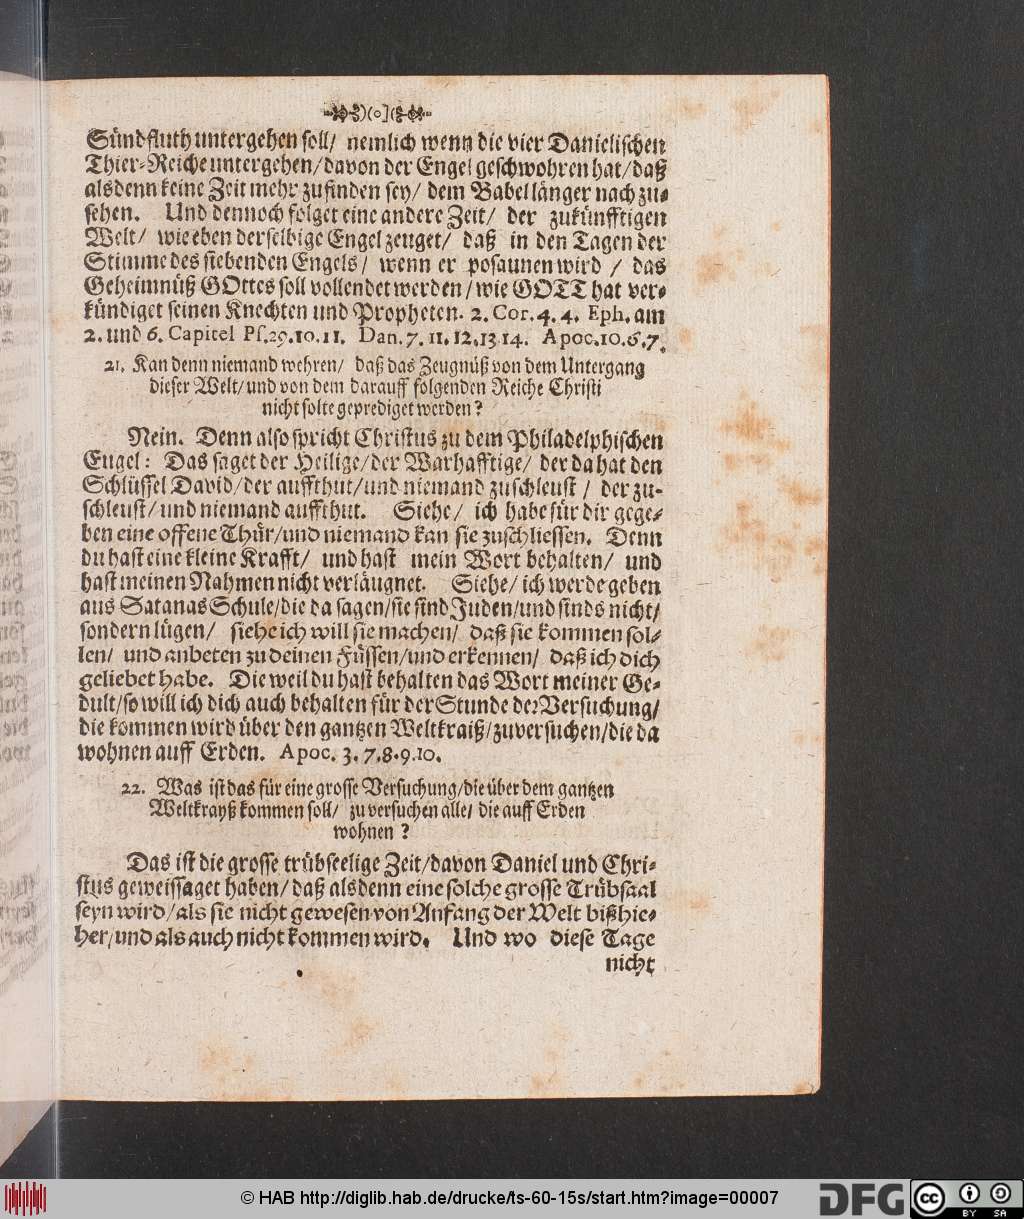 Sündfluth untergehen soll/ nemlich wenn die vier Danielischen
Thier-Reiche untergehen/davon der Engel geschwohren hat/daß
alsdenn keine Zeit mehr zufinden sey/ dem Babel länger nach zu-
sehen. Und dennoch folget eine andere Zeit/ der zukünfftigen
Welt/ wie eben derselbige Engel zeuget/ daß in den Tagen der
Stimme des siebenden Engels/ wenn er posaunen wird / das
Geheimnüß GOttes soll vollendet werden/wie GOTT hat ver-
kündiget seinen Knechten und Propheten. 2. Cor. 4. 4. Eph. am
2. und 6. Capitel Ps. 29. 10. 11. Dan. 7. 11. 12. 13 14. Apoc. 10. 6. 7.
21. Kan denn niemand wehren/ daß das Zeugnüß von dem Untergang
dieser Welt/und von dem darauff folgenden Reiche Christi
nicht solte geprediget werden?
Nein. Denn also spricht Christus zu dem Philadelphischen
Engel: Das saget der Heilige/der Warhafftige/ der da hat den
Schlüssel David/der auffthut/und niemand zuschleust / der zu-
schleust/und niemand auffthut. Siehe/ ich habe für dir gege-
ben eine offene Thür/und niemand kan sie zuschliessen. Denn
du hast eine kleine Krafft/ und hast mein Wort behalten/ und
hast meinen Nahmen nicht verläugnet. Siehe/ ich werde geben
aus Satanas Schule/die da sagen/sie sind Juden/und sinds nicht/
sondern lügen/ siehe ich will sie machen/ daß sie kommen sol-
len/ und anbeten zu deinen Füssen/und erkennen/ daß ich dich
geliebet habe. Die weil du hast behalten das Wort meiner Ge-
dult/so will ich dich auch behalten für der Stunde der Versuchung/
die kommen wird über den gantzen Weltkraiß/zuversuchen/die da
wohnen auff Erden. Apoc. 3. 7. 8. 9. 10.
22. Was ist das für eine grosse Versuchung/die über dem gantzen
Weltkrayß kommen soll/ zu versuchen alle/ die auff Erden
wohnen ?
Das ist die grosse trübseelige Zeit/davon Daniel und Chri-
stus geweissaget haben/ daß alsdenn eine solche grosse Trübsaal
seyn wird/als sie nicht gewesen von Anfang der Welt bißhie-
her/und als auch nicht kommen wird. Und wo diese Tage
nicht
© HAB http://diglib.hab.de/drucke/ts-60-15s/start.htm?image=00007
DFG
cc BY SA